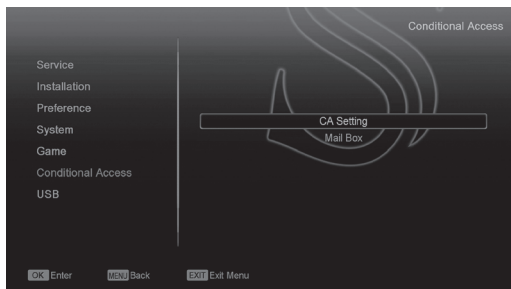 Conditional Access
Service
Installation
Preference
System
Game
Conditional Access
USB
CA Setting
Mail Box
OK Enter MENU Back EXIT Exit Menu